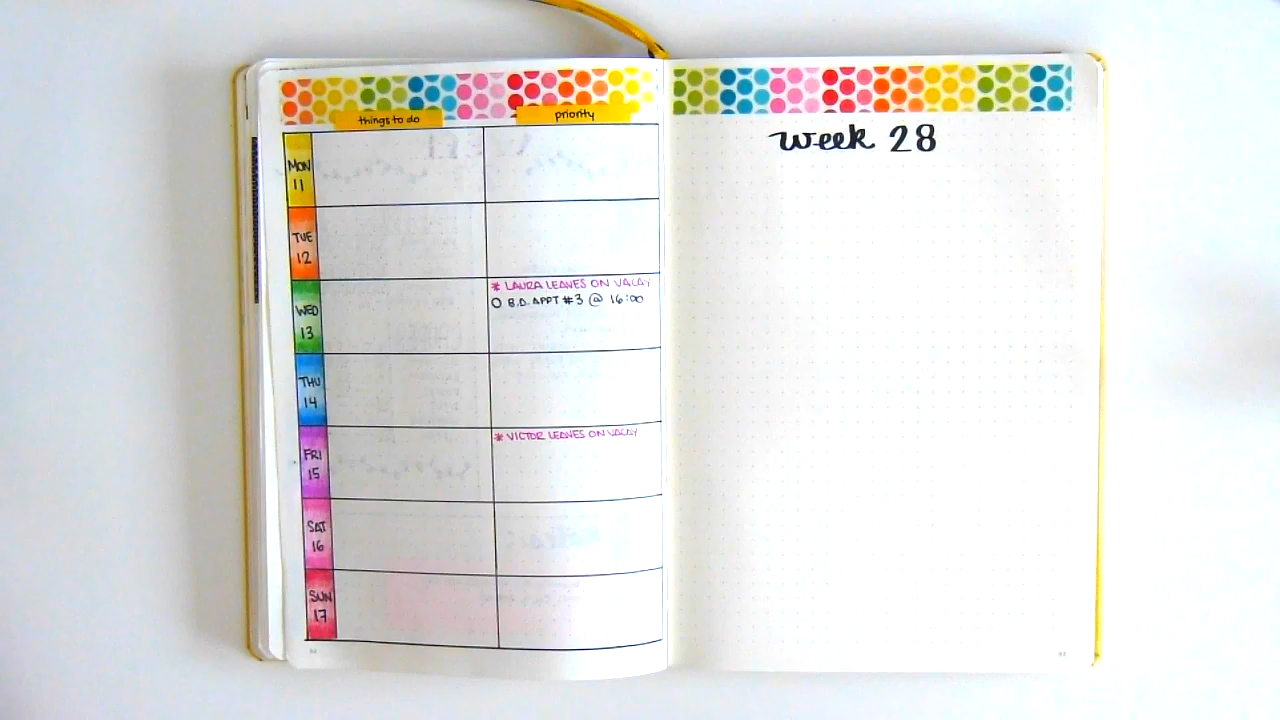 things to do
priority
week 28
MON
11
TUE
12
WED
13
* LAURA LEAVES ON VACAY
O B.D. APPT #3 @ 16:00
THU
14
FRI
15
* VICTOR LEAVES ON VACAY
SAT
16
SUN
17